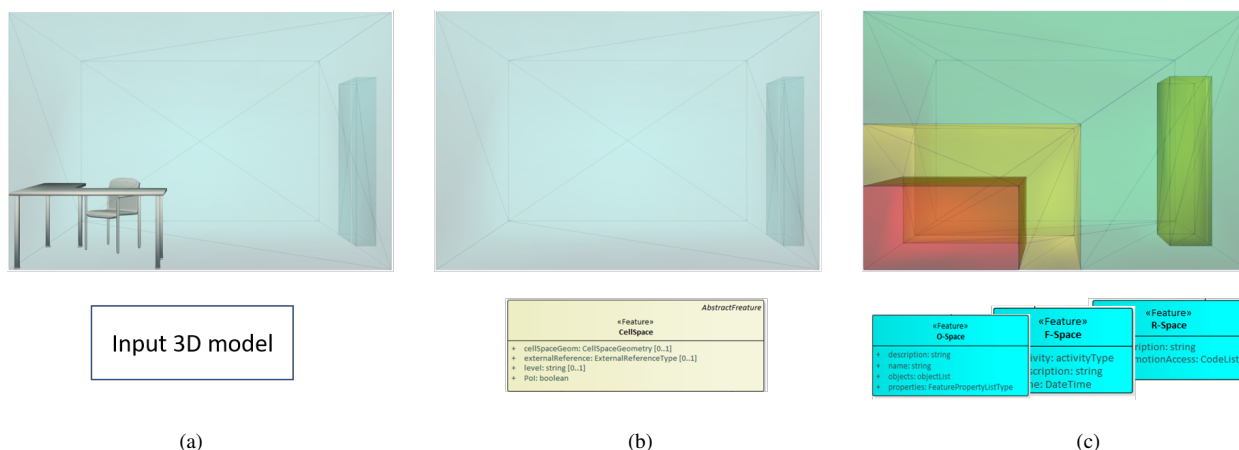 Input 3D model
AbstractFreature
«Feature»
CellSpace
+ cellSpaceGeom: CellSpaceGeometry [0..1]
+ externalReference: ExternalReferenceType [0..1]
+ level: string [0..1]
+ PoI: boolean
«Feature»
O-Space
+ description: string
+ name: string
+ objects: objectList
+ properties: FeaturePropertyListType
«Feature»
F-Space
ivity: activityType
scription: string
ne: DateTime
«Feature»
R-Space
ription: string
motionAccess: CodeList
(a)
(b)
(c)